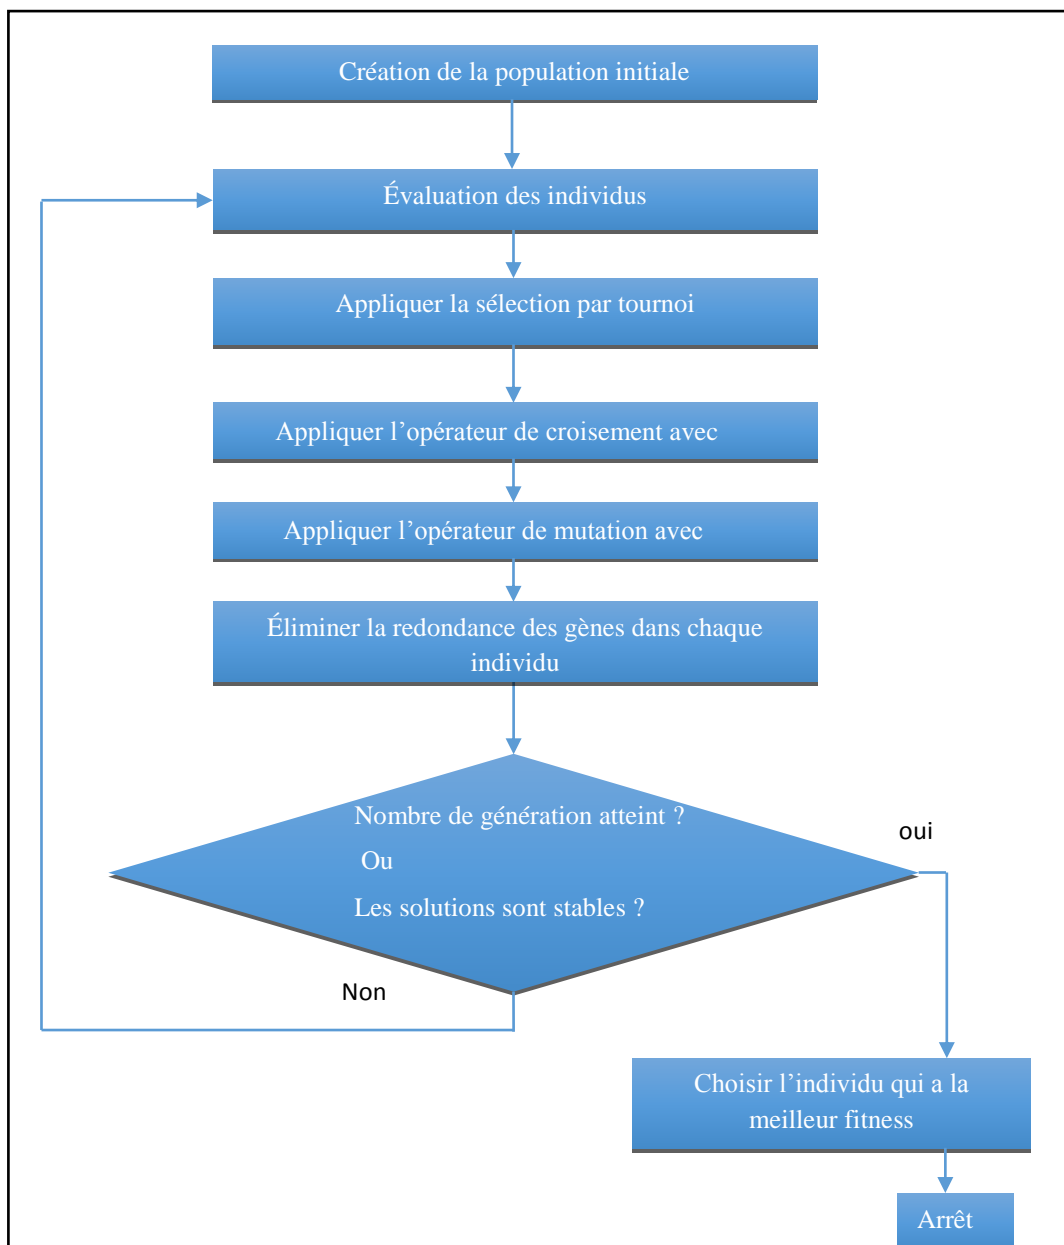 Création de la population initiale
Évaluation des individus
Appliquer la sélection par tournoi
Appliquer l’opérateur de croisement avec
Appliquer l’opérateur de mutation avec
Éliminer la redondance des gènes dans chaque
individu
Nombre de génération atteint ?
Ou
Les solutions sont stables ?
oui
Non
Choisir l’individu qui a la
meilleur fitness
Arrêt